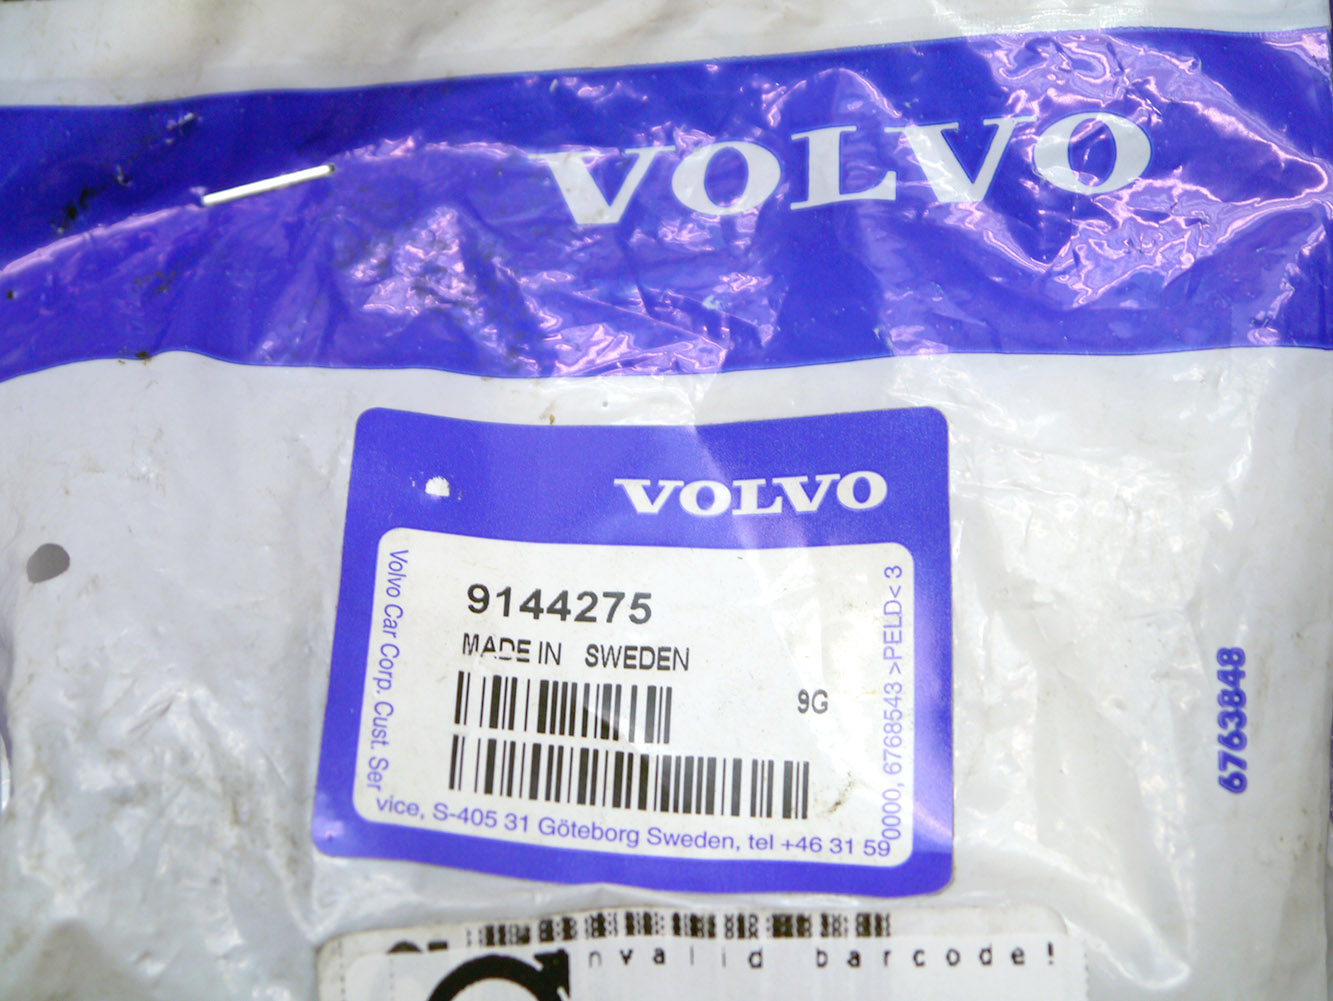 VOLVO
VOLVO
9144275
MADE IN SWEDEN
9G
Volvo Car Corp. Cust. Ser
vice, S-405 31 Göteborg Sweden, tel +46 31 59
0000, 6768543 >PELD< 3
6763848
nvalid barcode!